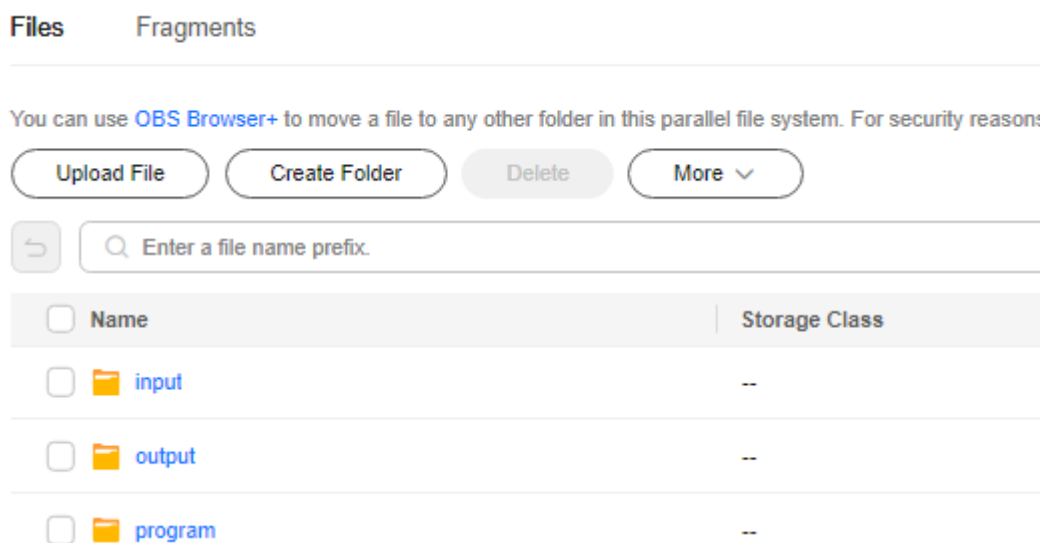 Files Fragments
You can use OBS Browser+ to move a file to any other folder in this parallel file system. For security reasons
Upload File Create Folder Delete More
Enter a file name prefix.
Name Storage Class
input --
output --
program --